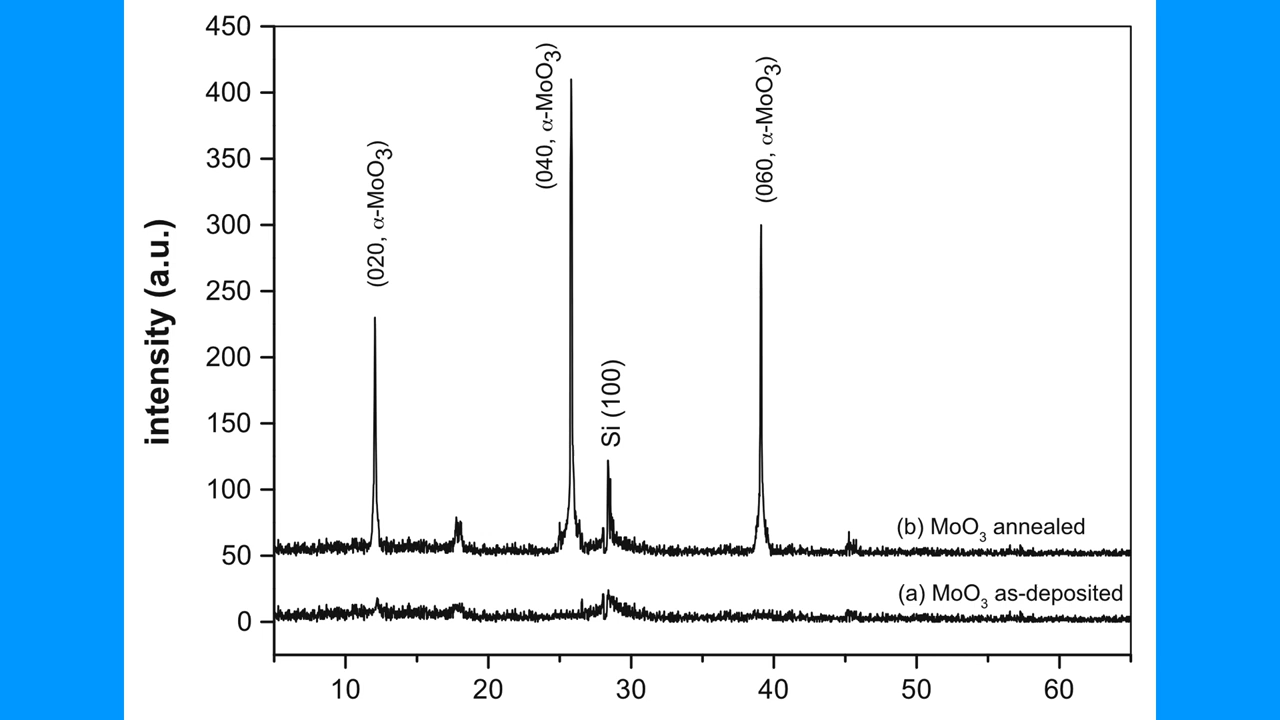 450
400
350
300
250
200
150
100
50
0
intensity (a.u.)
(020, α-MoO3)
(040, α-MoO3)
(060, α-MoO3)
Si (100)
(b) MoO3 annealed
(a) MoO3 as-deposited
10 20 30 40 50 60